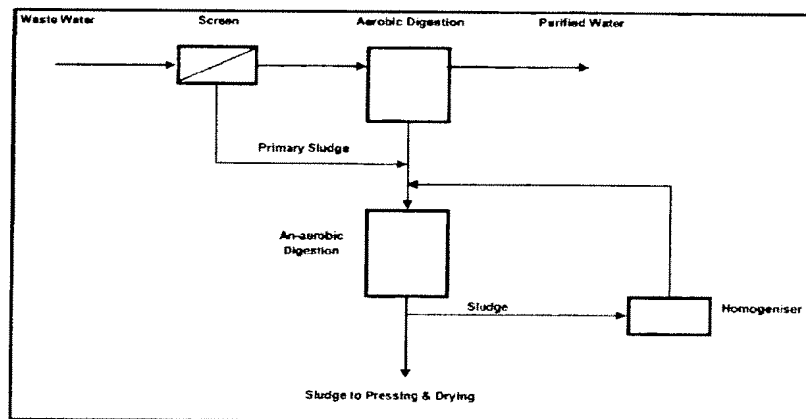 Waste Water
Screen
Aerobic Digestion
Purified Water
Primary Sludge
An-aerobic
Digestion
Sludge
Homogeniser
Sludge to Pressing & Drying